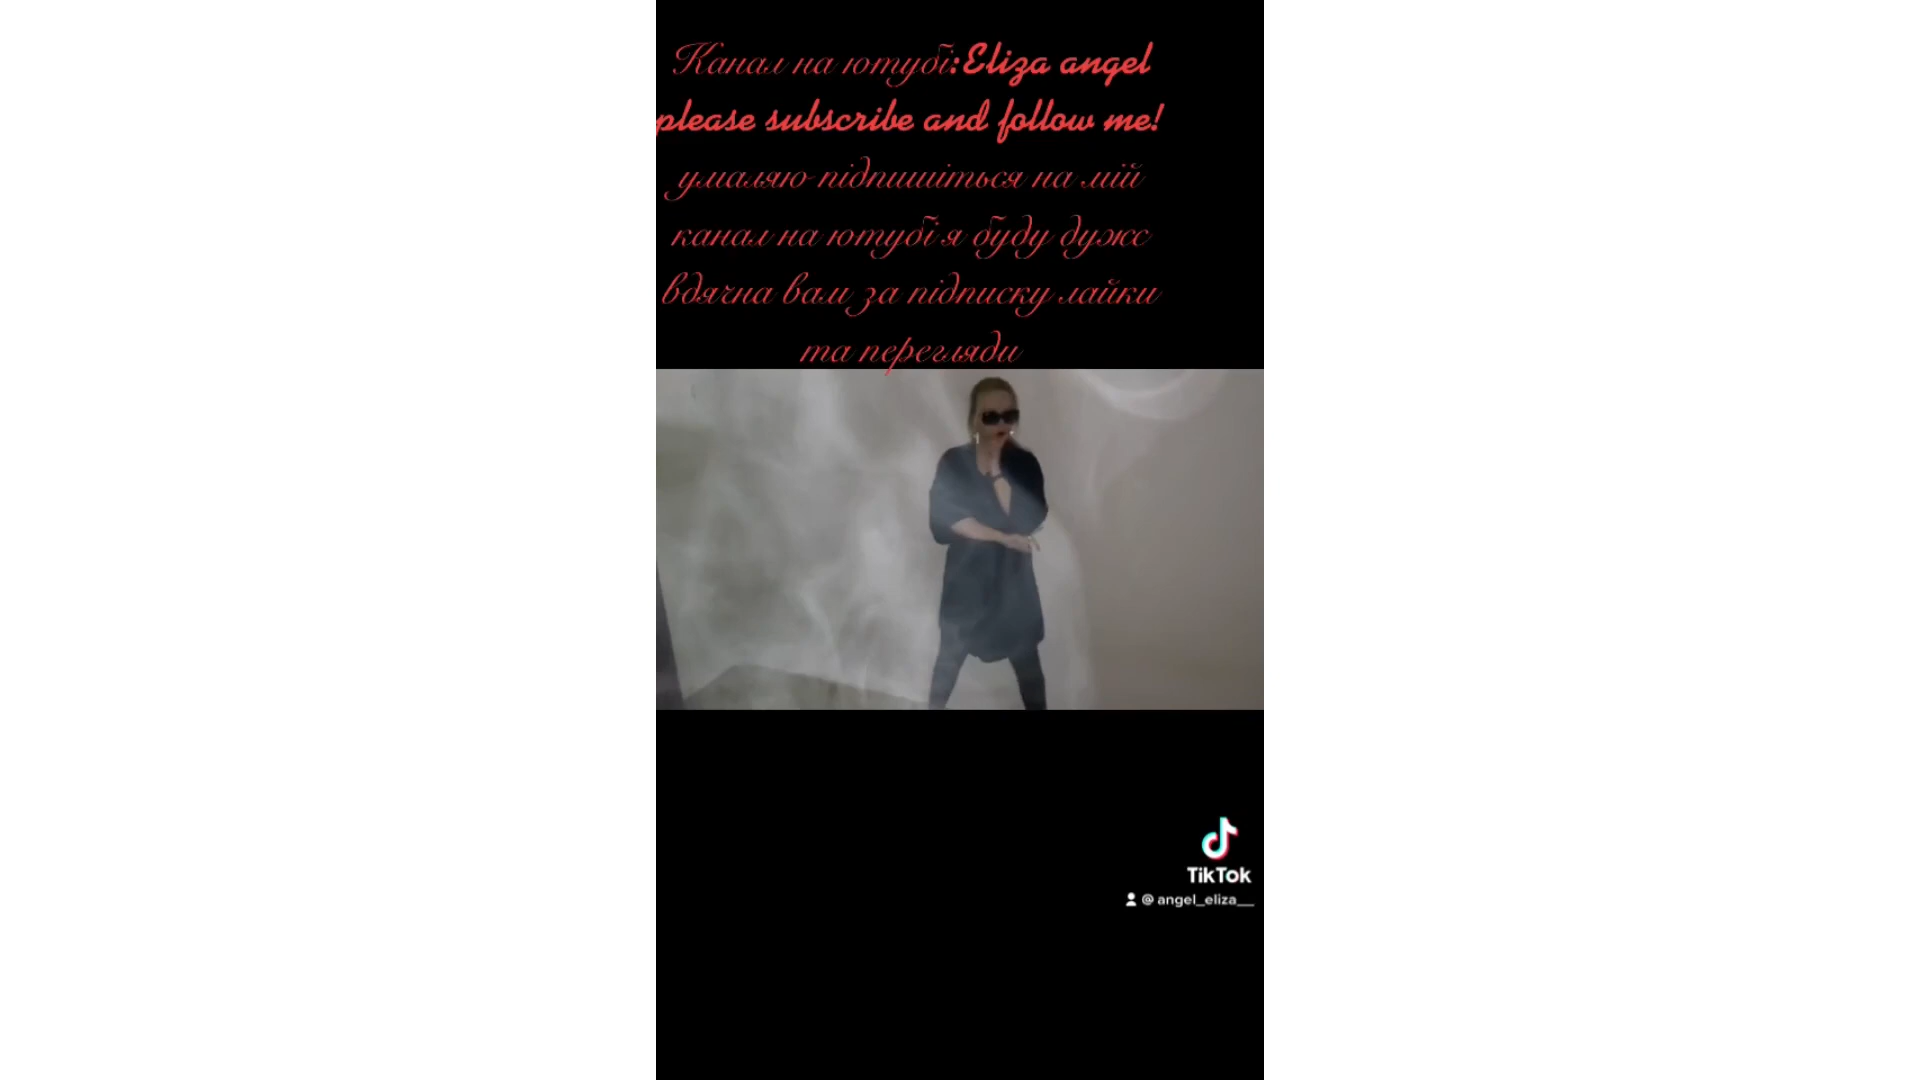 Канал на ютубі:Eliza angel
please subscribe and follow me!
умаляю підпишіться на мій
канал на ютубі я буду дуже
вдячна вам за підписку лайки
та перегляди
TikTok
@angel_eliza__